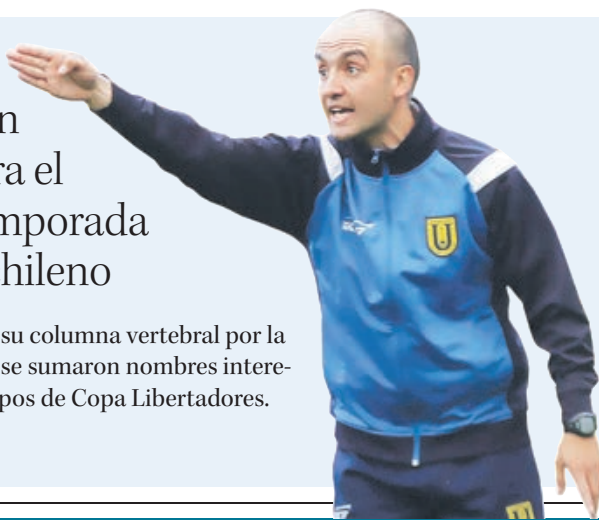 n
ra el
mporada
hileno
su columna vertebral por la
se sumaron nombres intere-
pos de Copa Libertadores.
U
U